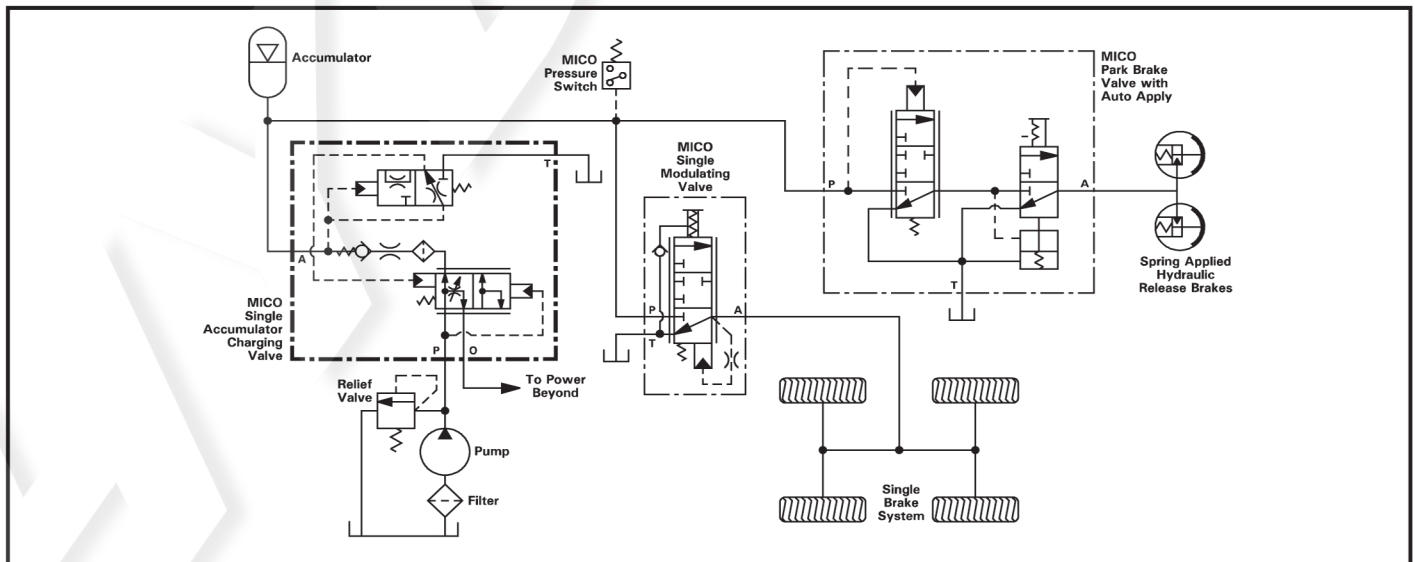 Accumulator
MICO
Pressure
Switch
MICO
Park Brake
Valve with
Auto Apply
MICO
Single
Modulating
Valve
T
P
A
A
Spring Applied
Hydraulic
Release Brakes
T
MICO
Single
Accumulator
Charging
Valve
P
O
P
A
T
To Power
Beyond
Relief
Valve
Pump
Filter
Single
Brake
System